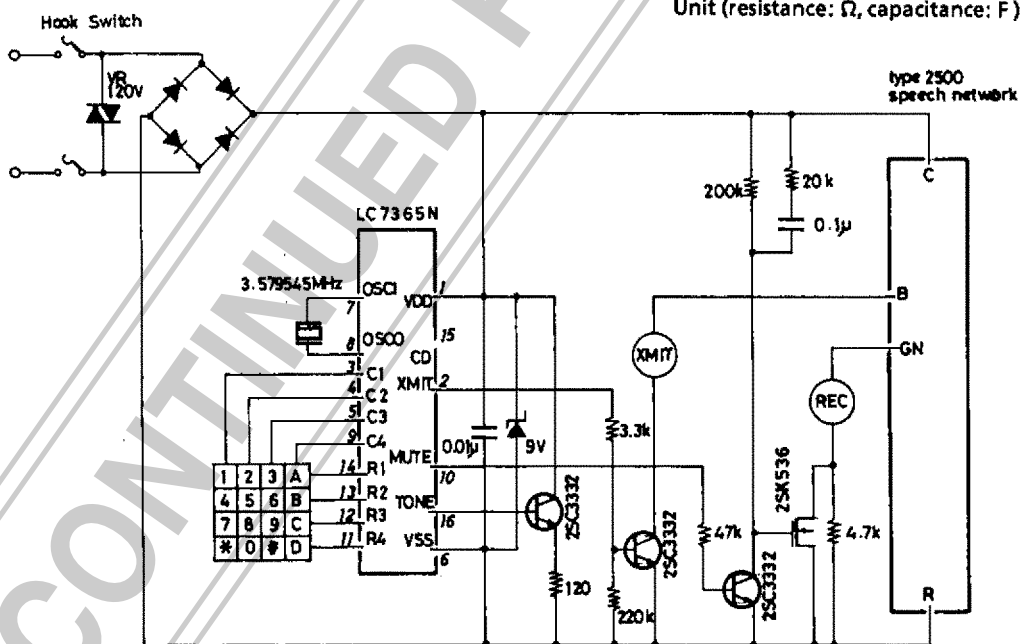 Unit (resistance: Ω, capacitance: F)
Hook Switch
VR
120V
type 2500
speech network
C
200k
20k
0.1μ
LC7365N
3.579545MHz
OSCI
7
VDD
1
B
8
OSCO
15
CD
XMIT
GN
3
C1
XMIT
2
4
C2
REC
5
C3
3.3k
9
C4
0.01μ
9V
MUTE
10
2SK536
1 2 3 A
14
R1
4 5 6 B
13
R2
TONE
16
2SC3332
7 8 9 C
12
R3
2SC3332
47k
4.7k
* 0 # D
11
R4
VSS
6
120
220k
2SC3332
R
CONTINUED